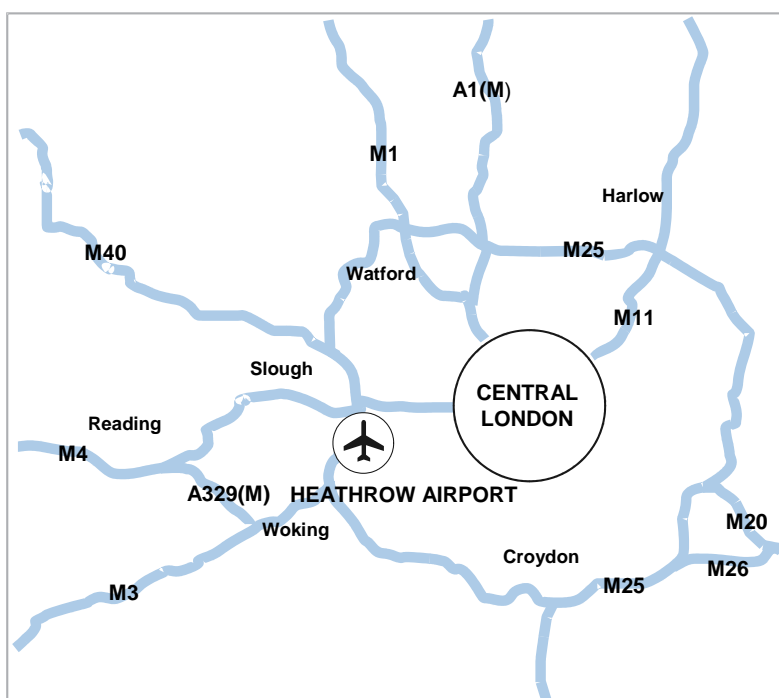 A1(M)
M1
Harlow
M40
M25
Watford
M11
Slough
CENTRAL
LONDON
Reading
M4
A329(M)
HEATHROW AIRPORT
Woking
M20
Croydon
M26
M25
M3